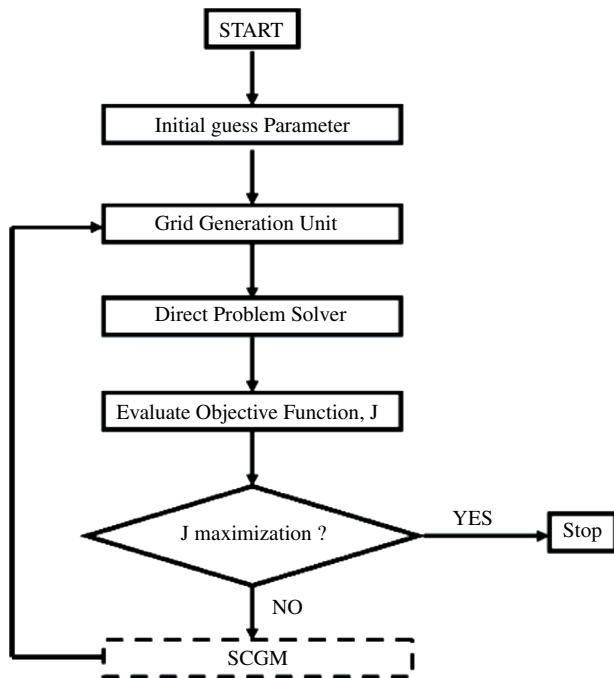 START
Initial guess Parameter
Grid Generation Unit
Direct Problem Solver
Evaluate Objective Function, J
J maximization ?
YES
Stop
NO
SCGM